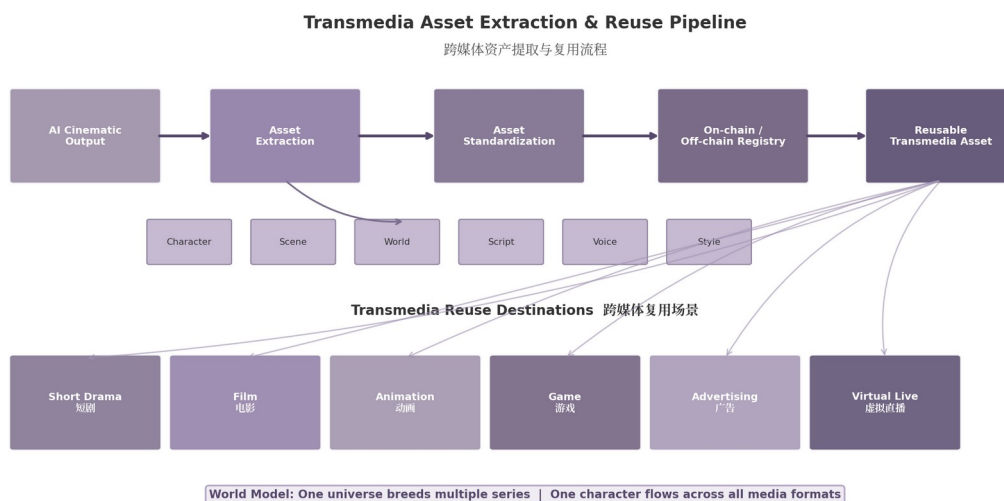 Transmedia Asset Extraction & Reuse Pipeline
跨媒体资产提取与复用流程
AI Cinematic
Output
Asset
Extraction
Asset
Standardization
On-chain /
Off-chain Registry
Reusable
Transmedia Asset
Character
Scene
World
Script
Voice
Style
Transmedia Reuse Destinations 跨媒体复用场景
Short Drama
短剧
Film
电影
Animation
动画
Game
游戏
Advertising
广告
Virtual Live
虚拟直播
World Model: One universe breeds multiple series | One character flows across all media formats